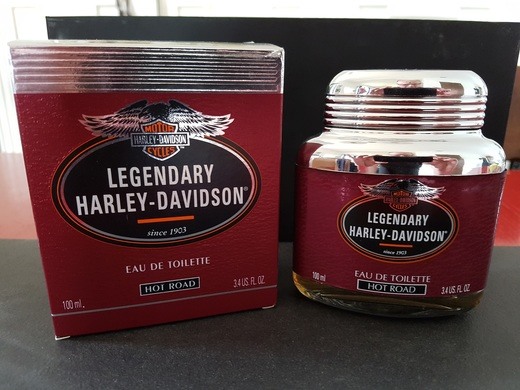 MOTOR
HARLEY-DAVIDSON
CYCLES
LEGENDARY
HARLEY-DAVIDSON®
since 1903
EAU DE TOILETTE
HOT ROAD
100 ml.
3.4 US. FL. OZ.
LEGENDARY
HARLEY-DAVIDSON®
since 1903
EAU DE TOILETTE
HOT ROAD
100 ml
3.4 US. FL. OZ.